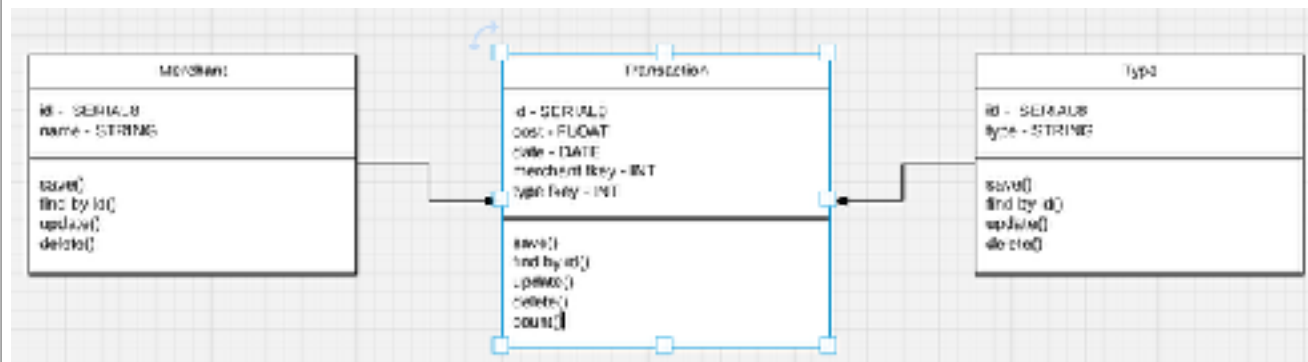 Merchant
id - SERIAL8
name - STRING
save()
find by id()
update()
delete()
Transaction
id - SERIAL8
cost - FLOAT
date - DATE
merchant fkey - INT
type fkey - INT
save()
find by id()
update()
delete()
count()
Type
id - SERIAL8
type - STRING
save()
find by id()
update()
delete()